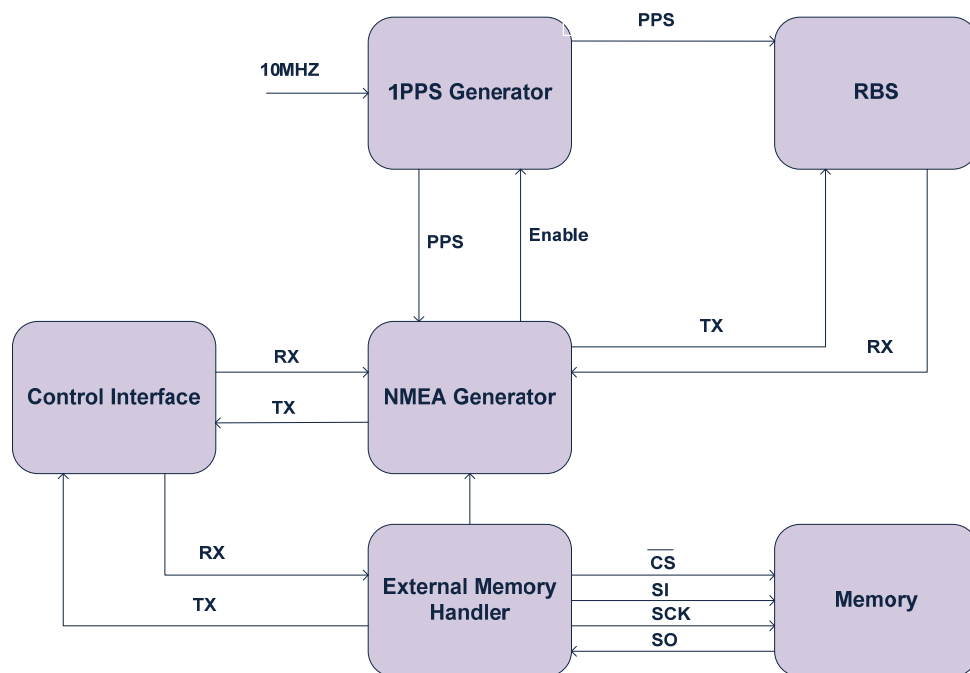 PPS
10MHZ
1PPS Generator
RBS
PPS
Enable
TX
RX
RX
Control Interface
NMEA Generator
TX
RX
TX
External Memory
Handler
CS
SI
SCK
SO
Memory